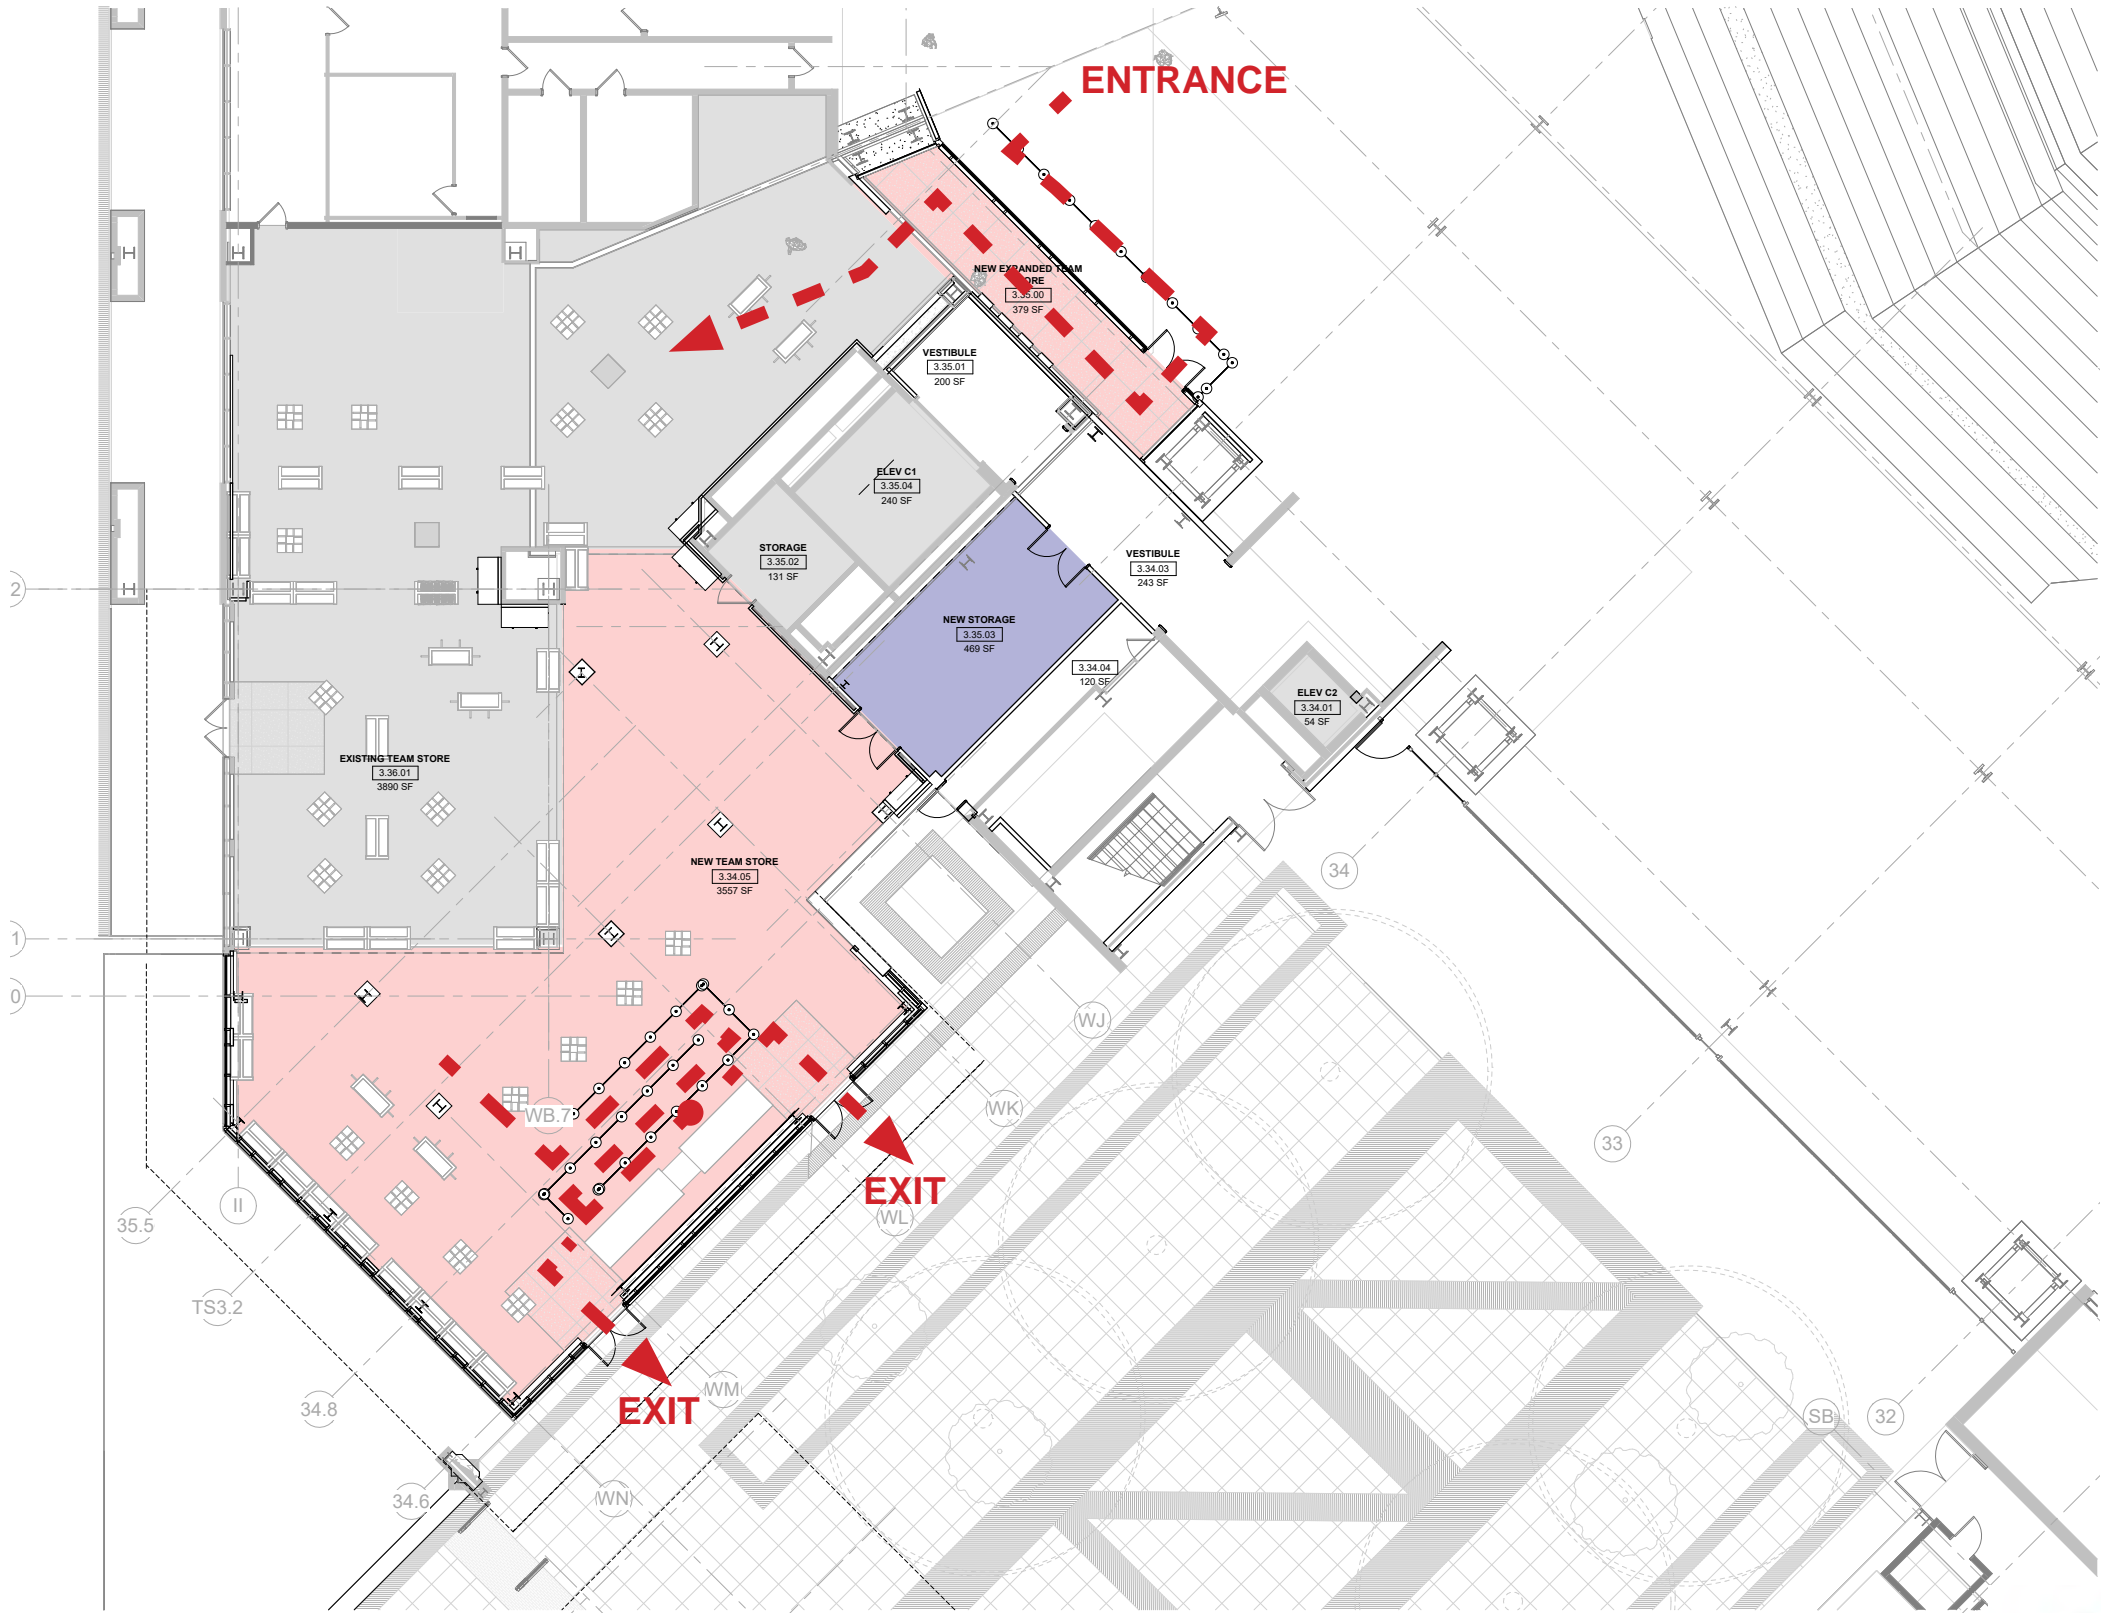 ENTRANCE
NEW EXPANDED TEAM
3.35.00
379 SF
VESTIBULE
3.35.01
200 SF
ELEV C1
3.35.04
240 SF
STORAGE
3.35.02
131 SF
VESTIBULE
3.34.03
243 SF
2
NEW STORAGE
3.35.03
469 SF
3.34.04
120 SF
ELEV C2
3.34.01
54 SF
EXISTING TEAM STORE
3.36.01
3890 SF
NEW TEAM STORE
3.34.05
3557 SF
34
1
0
WJ
WB.7
WK
33
EXIT
WL
II
35.5
TS3.2
WM
34.8
EXIT
SB
32
34.6
WN